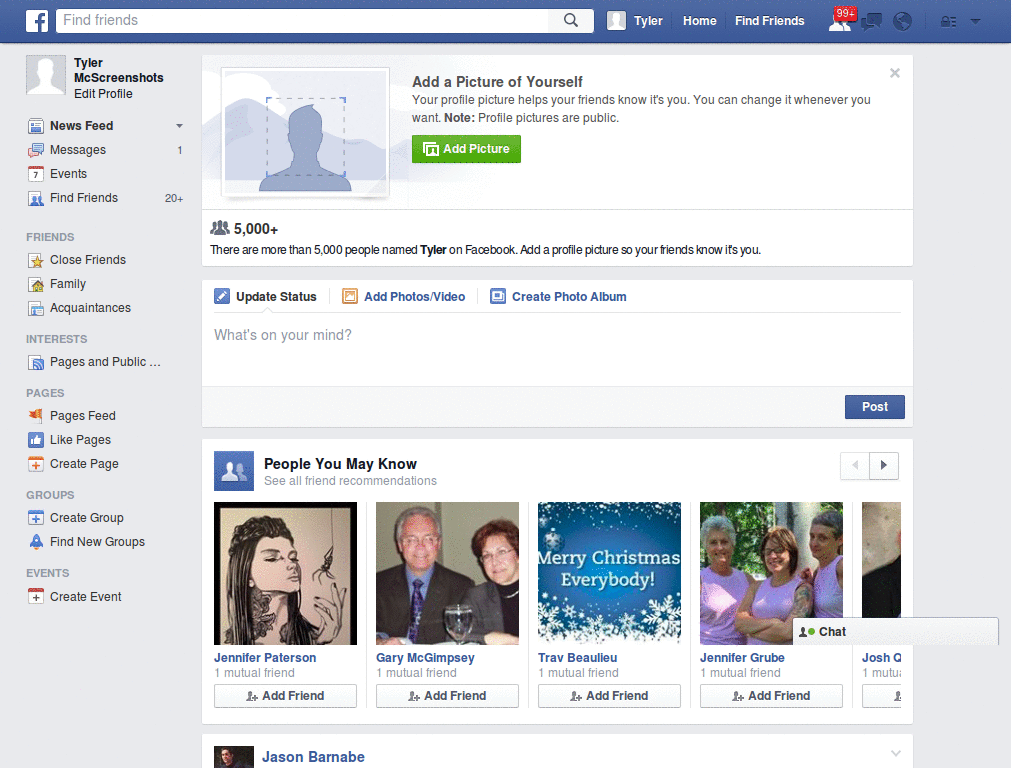 Find friends
Tyler
Home
Find Friends
99+
Tyler
McScreenshots
Edit Profile
News Feed
Messages 1
7 Events
Find Friends 20+
FRIENDS
Close Friends
Family
Acquaintances
INTERESTS
Pages and Public ...
PAGES
Pages Feed
Like Pages
Create Page
GROUPS
Create Group
Find New Groups
EVENTS
Create Event
Add a Picture of Yourself
Your profile picture helps your friends know it's you. You can change it whenever you
want. Note: Profile pictures are public.
Add Picture
5,000+
There are more than 5,000 people named Tyler on Facebook. Add a profile picture so your friends know it's you.
Update Status
Add Photos/Video
Create Photo Album
What's on your mind?
Post
People You May Know
See all friend recommendations
Merry Christmas
Everybody!
Jennifer Paterson
1 mutual friend
Add Friend
Gary McGimpsey
1 mutual friend
Add Friend
Trav Beaulieu
1 mutual friend
Add Friend
Jennifer Grube
1 mutual friend
Add Friend
Josh
1
Chat
Jason Barnabe